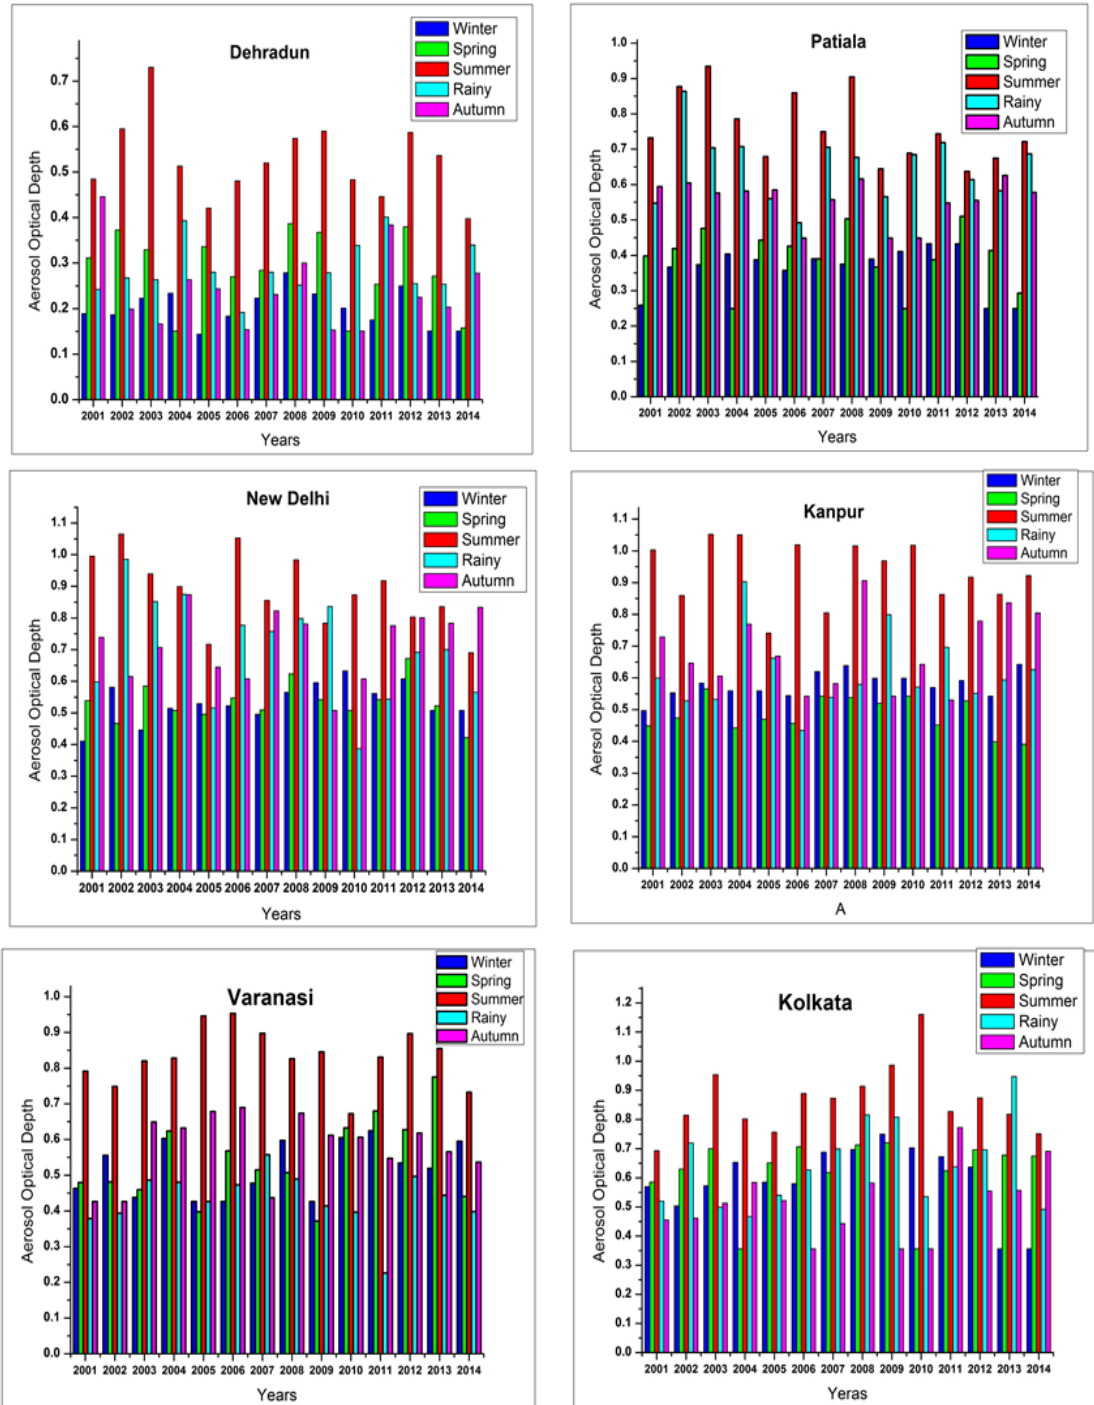 Dehradun
Winter
Spring
Summer
Rainy
Autumn
Aerosol Optical Depth
0.7
0.6
0.5
0.4
0.3
0.2
0.1
0.0
2001 2002 2003 2004 2005 2006 2007 2008 2009 2010 2011 2012 2013 2014
Years
Patiala
Winter
Spring
Summer
Rainy
Autumn
Aerosol Optical Depth
1.0
0.9
0.8
0.7
0.6
0.5
0.4
0.3
0.2
0.1
0.0
2001 2002 2003 2004 2005 2006 2007 2008 2009 2010 2011 2012 2013 2014
Years
New Delhi
Winter
Spring
Summer
Rainy
Autumn
Aerosol Optical Depth
1.1
1.0
0.9
0.8
0.7
0.6
0.5
0.4
0.3
0.2
0.1
0.0
2001 2002 2003 2004 2005 2006 2007 2008 2009 2010 2011 2012 2013 2014
Years
Kanpur
Winter
Spring
Summer
Rainy
Autumn
Aersol Optical Depth
1.1
1.0
0.9
0.8
0.7
0.6
0.5
0.4
0.3
0.2
0.1
0.0
2001 2002 2003 2004 2005 2006 2007 2008 2009 2010 2011 2012 2013 2014
A
Varanasi
Winter
Spring
Summer
Rainy
Autumn
Aerosol Optical Depth
1.0
0.9
0.8
0.7
0.6
0.5
0.4
0.3
0.2
0.1
0.0
2001 2002 2003 2004 2005 2006 2007 2008 2009 2010 2011 2012 2013 2014
Years
Kolkata
Winter
Spring
Summer
Rainy
Autumn
Aerosol Optical Depth
1.2
1.1
1.0
0.9
0.8
0.7
0.6
0.5
0.4
0.3
0.2
0.1
0.0
2001 2002 2003 2004 2005 2006 2007 2008 2009 2010 2011 2012 2013 2014
Yeras